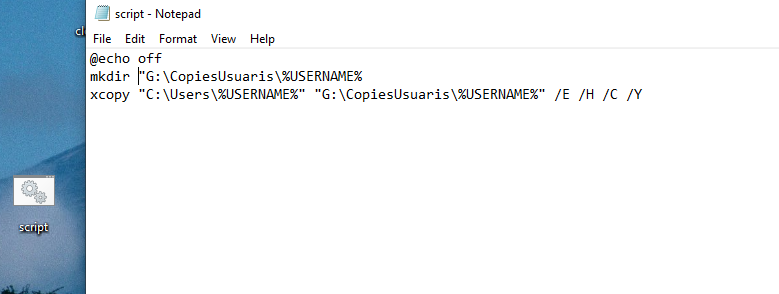 cl
script - Notepad
File Edit Format View Help
@echo off
mkdir "G:\CopiesUsuaris\%USERNAME%
xcopy "C:\Users\%USERNAME%" "G:\CopiesUsuaris\%USERNAME%" /E /H /C /Y
script